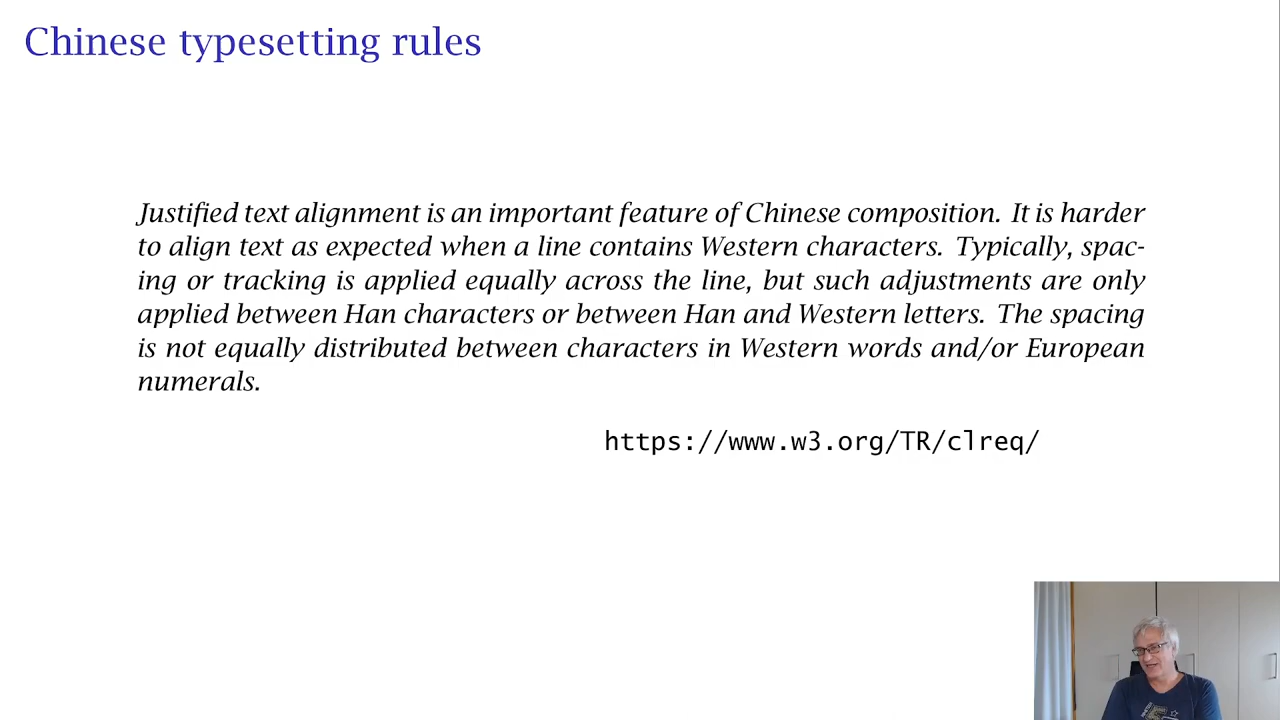 Chinese typesetting rules
Justified text alignment is an important feature of Chinese composition. It is harder
to align text as expected when a line contains Western characters. Typically, spac-
ing or tracking is applied equally across the line, but such adjustments are only
applied between Han characters or between Han and Western letters. The spacing
is not equally distributed between characters in Western words and/or European
numerals.
https://www.w3.org/TR/clreq/